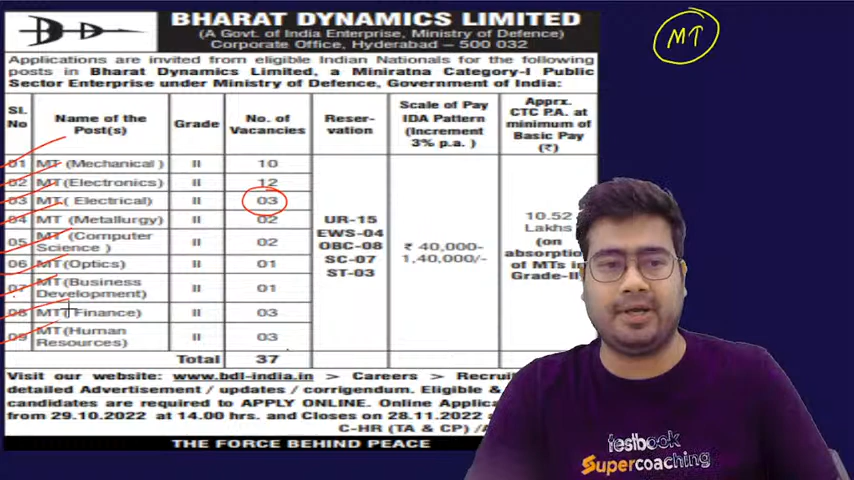 BHARAT DYNAMICS LIMITED
(A Govt. of India Enterprise, Ministry of Defence)
Corporate Office, Hyderabad - 500 032
MT
Applications are invited from eligible Indian Nationals for the following
posts in Bharat Dynamics Limited, a Miniratna Category-I Public
Sector Enterprise under Ministry of Defence, Government of India:
Sl. No | Name of the Post(s) | Grade | No. of Vacancies | Reser-vation | Scale of Pay IDA Pattern (Increment 3% p.a. ) | Apprx. CTC P.A. at minimum of Basic Pay (₹)
01 MT (Mechanical ) II 10
02 MT(Electronics) II 12
03 MT( Electrical) II 03
04 MT (Metallurgy) II 02
05 MT (Computer Science ) II 02
06 MT(Optics) II 01
07 MT(Business Development) II 01
08 MT(Finance) II 03
09 MT(Human Resources) II 03
UR-15
EWS-04
OBC-08
SC-07
ST-03
₹ 40,000-
1,40,000/-
10.52
Lakhs
(on
absorption
of MTs in
Grade-II
Total 37
Visit our website: www.bdl-india.in > Careers > Recrui
detailed Advertisement / updates / corrigendum. Eligible &
candidates are required to APPLY ONLINE. Online Applic
from 29.10.2022 at 14.00 hrs. and Closes on 28.11.2022
C-HR (TA & CP) /A
THE FORCE BEHIND PEACE
testbook
Supercoaching